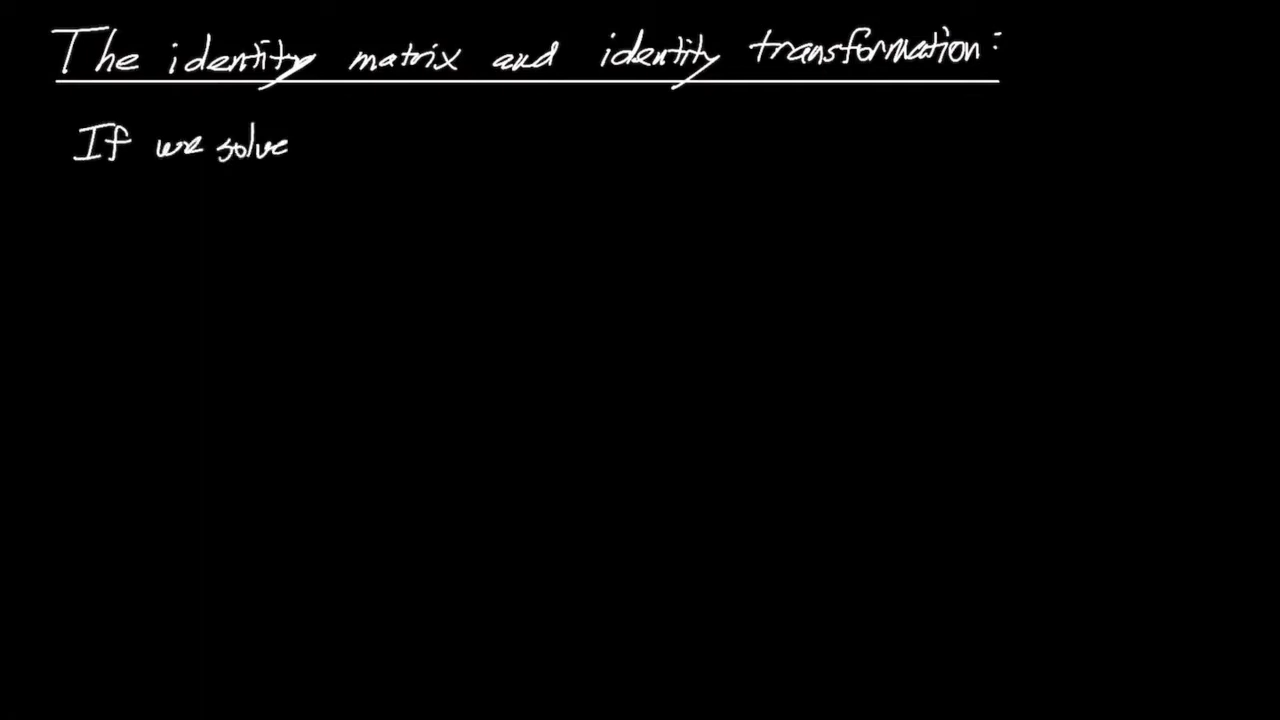 The identity matrix and identity transformation:
If we solve